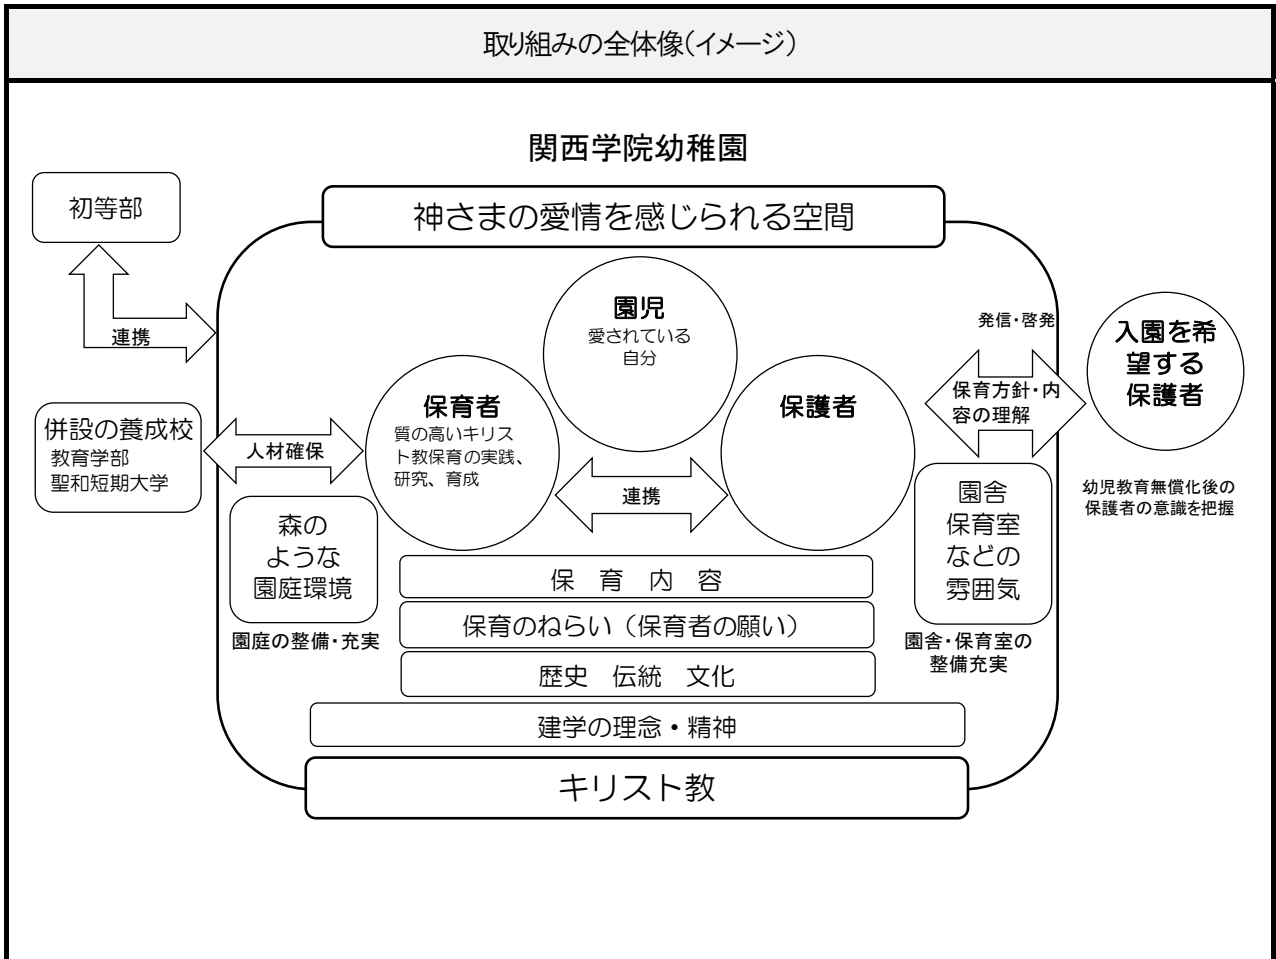 取り組みの全体像（イメージ）
関西学院幼稚園
初等部
神さまの愛情を感じられる空間
連携
園児
愛されている
自分
発信・啓発
入園を希
望する
保護者
保育者
質の高いキリス
ト教保育の実践、
研究、育成
保護者
保育方針・内
容の理解
併設の養成校
教育学部
聖和短期大学
人材確保
連携
幼児教育無償化後の
保護者の意識を把握
森の
ような
園庭環境
園庭の整備・充実
園舎
保育室
などの
雰囲気
園舎・保育室の
整備充実
保　育　内　容
保育のねらい（保育者の願い）
歴史　伝統　文化
建学の理念・精神
キリスト教